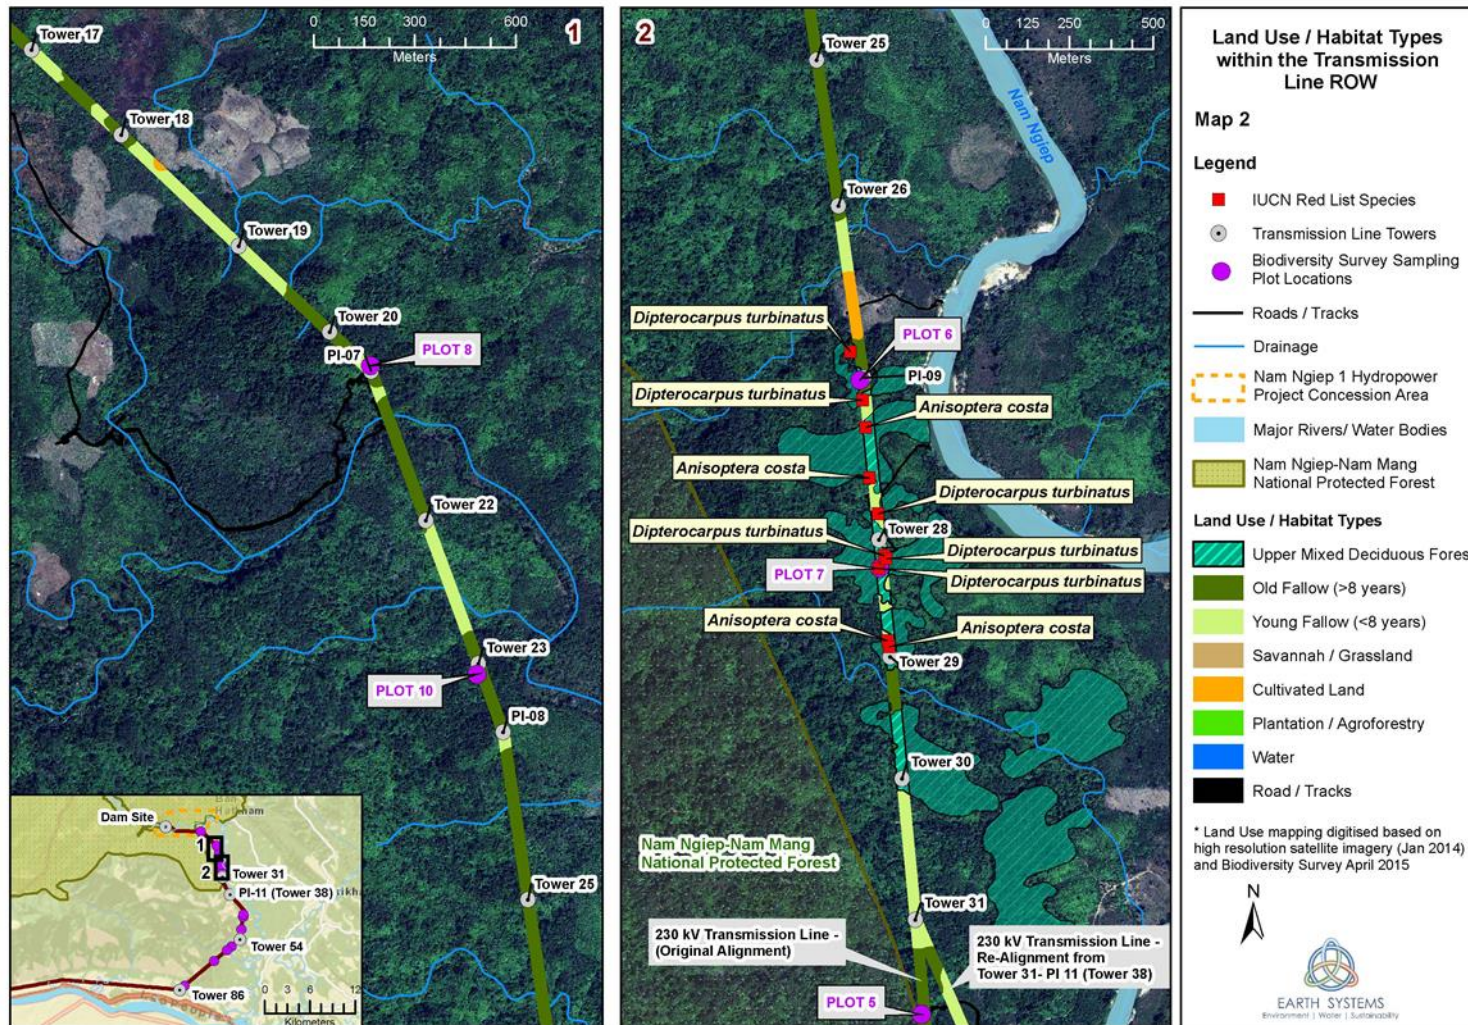 0 150 300 600
Meters
1
Tower 17
Tower 18
Tower 19
Tower 20
PI-07
PLOT 8
Tower 22
Tower 23
PLOT 10
PI-08
Tower 25
Dam Site
1
2
Tower 31
PI-11 (Tower 38)
Tower 54
Tower 86
0 3 6 12
Kilometers
2
0 125 250 500
Meters
Tower 25
Nam Ngiep
Tower 26
Dipterocarpus turbinatus
PLOT 6
PI-09
Dipterocarpus turbinatus
Anisoptera costa
Anisoptera costa
Dipterocarpus turbinatus
Tower 28
Dipterocarpus turbinatus
Dipterocarpus turbinatus
PLOT 7
Dipterocarpus turbinatus
Anisoptera costa
Anisoptera costa
Tower 29
Tower 30
Nam Ngiep-Nam Mang
National Protected Forest
Tower 31
230 kV Transmission Line -
(Original Alignment)
230 kV Transmission Line -
Re-Alignment from
Tower 31- PI 11 (Tower 38)
PLOT 5
Land Use / Habitat Types
within the Transmission
Line ROW
Map 2
Legend
IUCN Red List Species
Transmission Line Towers
Biodiversity Survey Sampling
Plot Locations
Roads / Tracks
Drainage
Nam Ngiep 1 Hydropower
Project Concession Area
Major Rivers/ Water Bodies
Nam Ngiep-Nam Mang
National Protected Forest
Land Use / Habitat Types
Upper Mixed Deciduous Fores
Old Fallow (>8 years)
Young Fallow (<8 years)
Savannah / Grassland
Cultivated Land
Plantation / Agroforestry
Water
Road / Tracks
* Land Use mapping digitised based on
high resolution satellite imagery (Jan 2014)
and Biodiversity Survey April 2015
N
EARTH SYSTEMS
Environment | Water | Sustainability